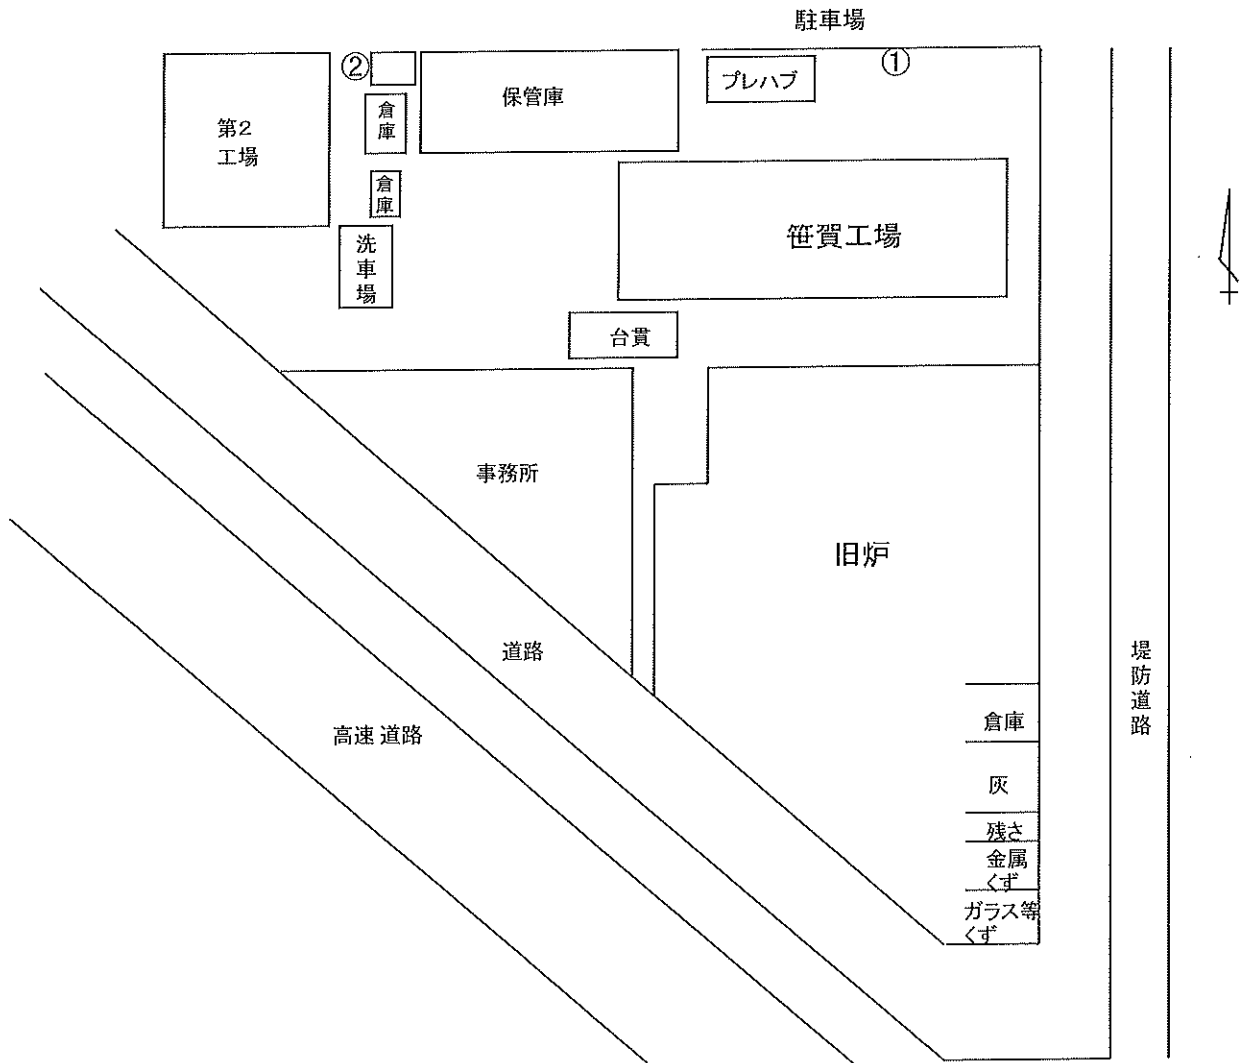 駐車場
①
②
プレハブ
保管庫
倉庫
第2
工場
倉庫
笹賀工場
洗車場
台貫
事務所
旧炉
道路
堤防道路
高速道路
倉庫
灰
残さ
金属
くず
ガラス等
くず